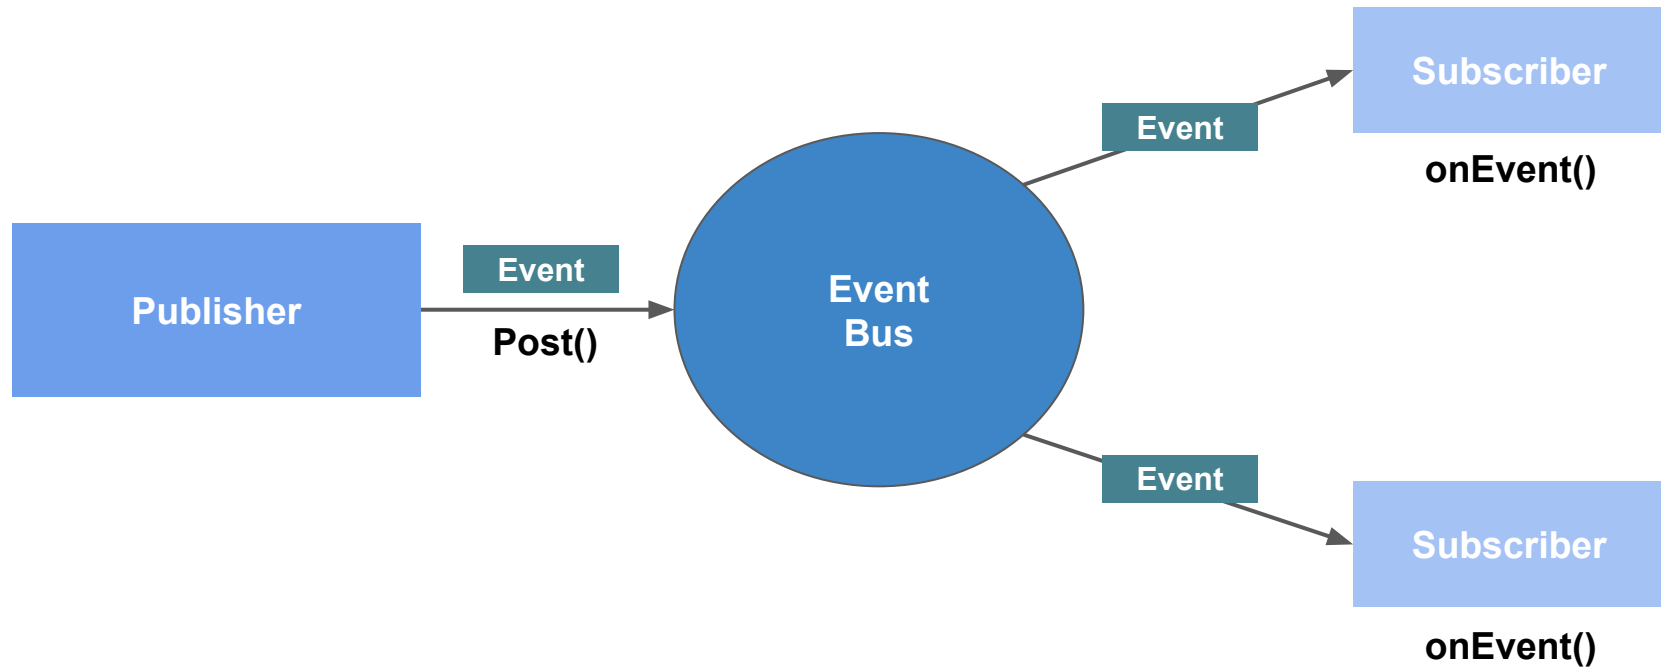 Publisher
Event
Post()
Event
Bus
Event
Subscriber
onEvent()
Event
Subscriber
onEvent()